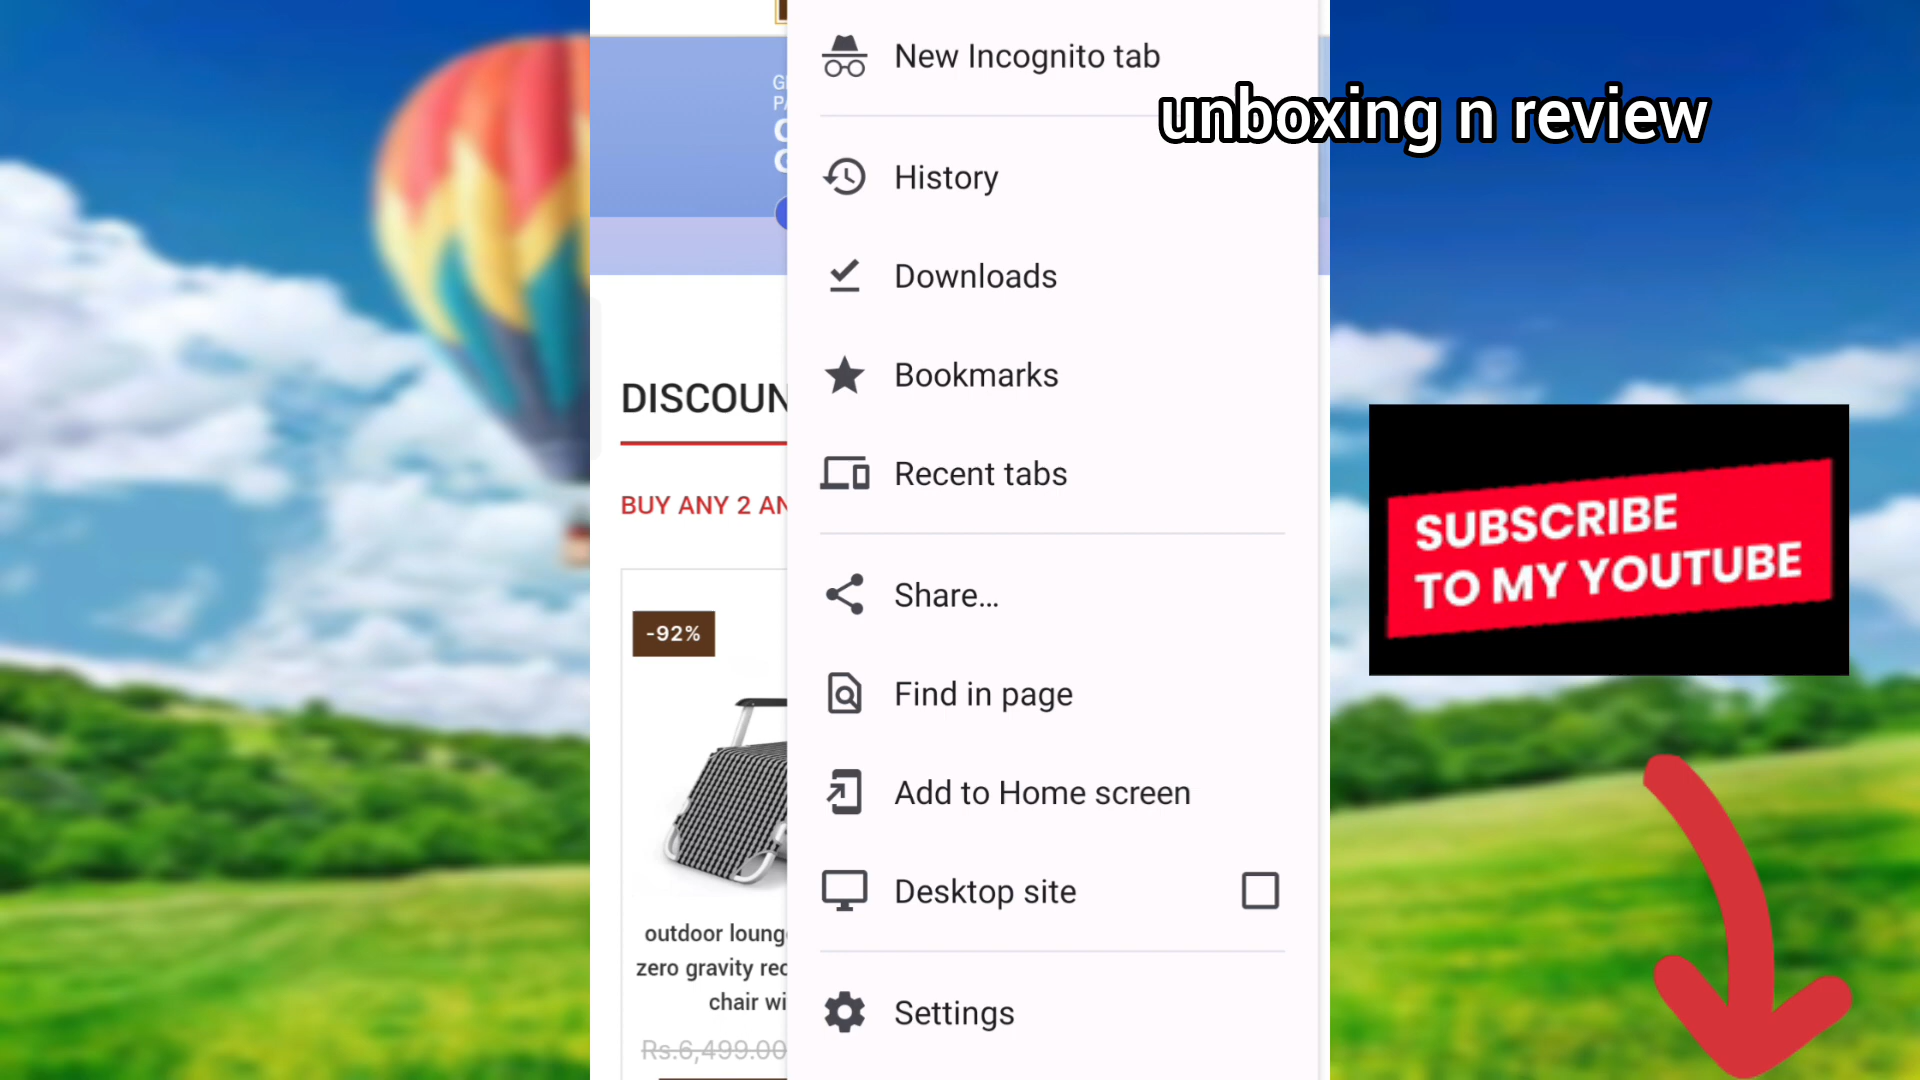 New Incognito tab
unboxing n review
History
Downloads
Bookmarks
Recent tabs
Share...
Find in page
Add to Home screen
Desktop site
Settings
DISCOUN
BUY ANY 2 AN
-92%
outdoor loung
zero gravity rec
chair wi
Rs.6,499.00
SUBSCRIBE
TO MY YOUTUBE